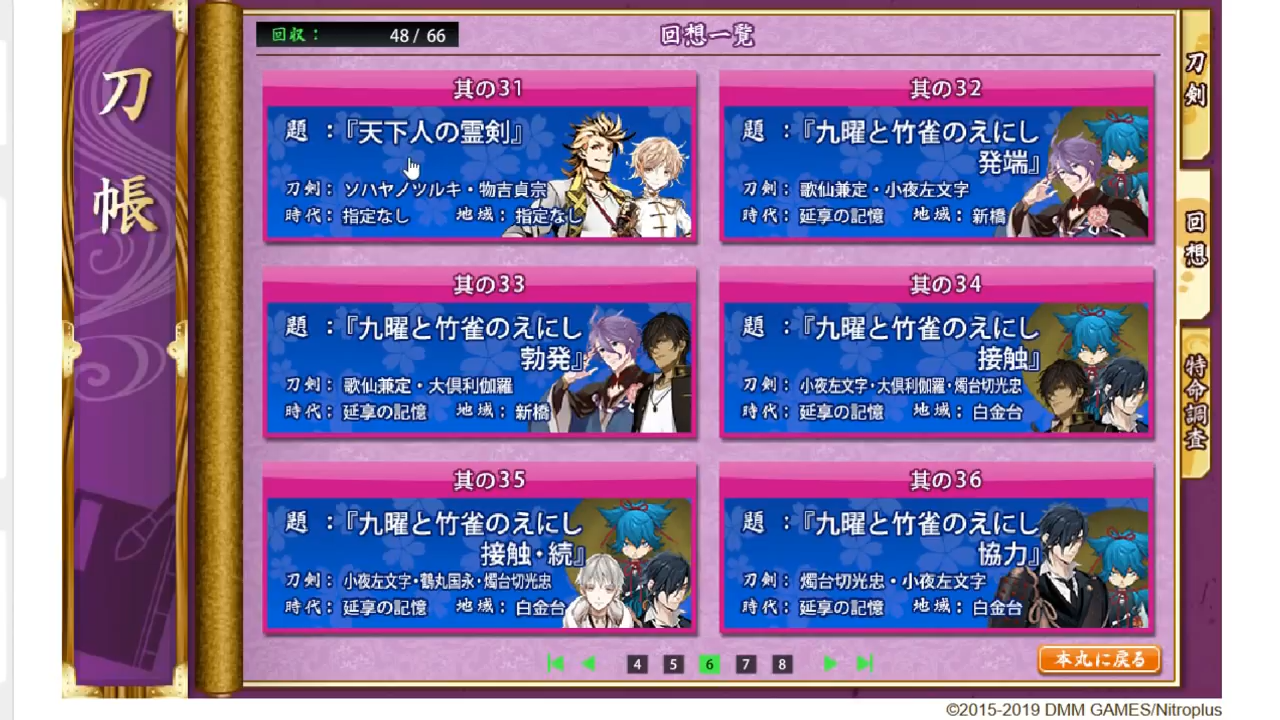 刀帳
回収： 48 / 66
回想一覧
其の31
題 ：『天下人の霊剣』
刀剣： ソハヤノツルキ・物吉貞宗
時代： 指定なし 地域： 指定なし
其の32
題 ：『九曜と竹雀のえにし
発端』
刀剣： 歌仙兼定・小夜左文字
時代： 延享の記憶 地域： 新橋
其の33
題 ：『九曜と竹雀のえにし
勃発』
刀剣： 歌仙兼定・大倶利伽羅
時代： 延享の記憶 地域： 新橋
其の34
題 ：『九曜と竹雀のえにし
接触』
刀剣： 小夜左文字・大倶利伽羅・燭台切光忠
時代： 延享の記憶 地域： 白金台
其の35
題 ：『九曜と竹雀のえにし
接触・続』
刀剣： 小夜左文字・鶴丸国永・燭台切光忠
時代： 延享の記憶 地域： 白金台
其の36
題 ：『九曜と竹雀のえにし
協力』
刀剣： 燭台切光忠・小夜左文字
時代： 延享の記憶 地域： 白金台
4 5 6 7 8
本丸に戻る
刀剣
回想
特命調査
©2015-2019 DMM GAMES/Nitroplus